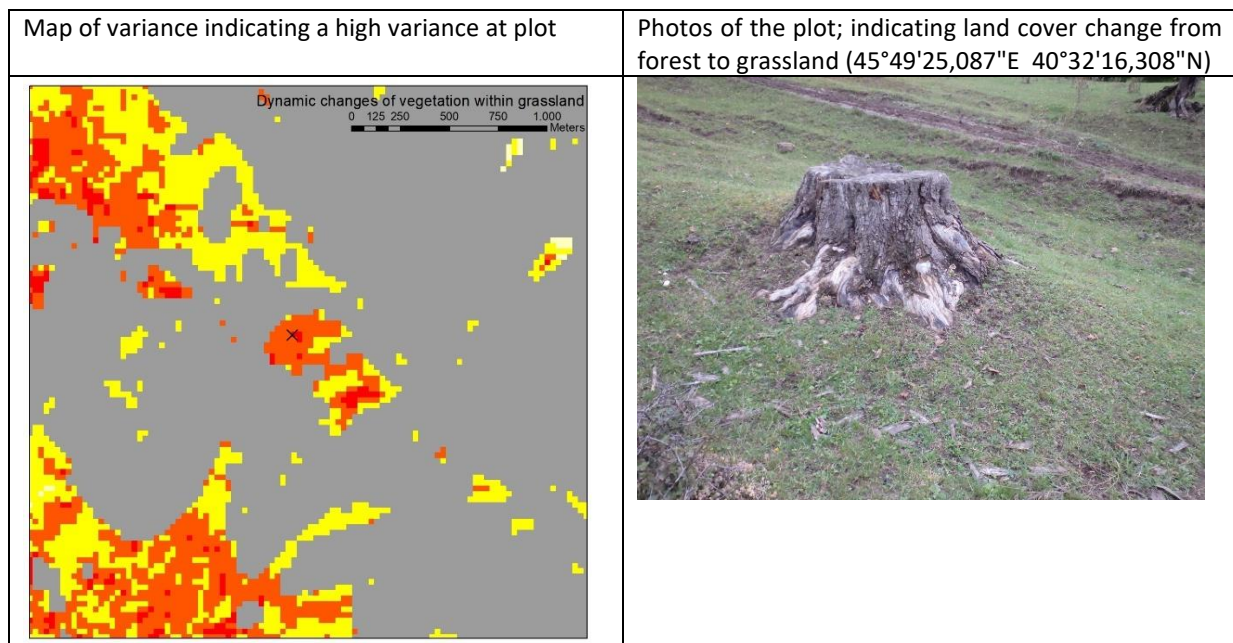 Map of variance indicating a high variance at plot
Photos of the plot; indicating land cover change from
forest to grassland (45°49'25,087"E 40°32'16,308"N)
Dynamic changes of vegetation within grassland
0 125 250 500 750 1.000
Meters